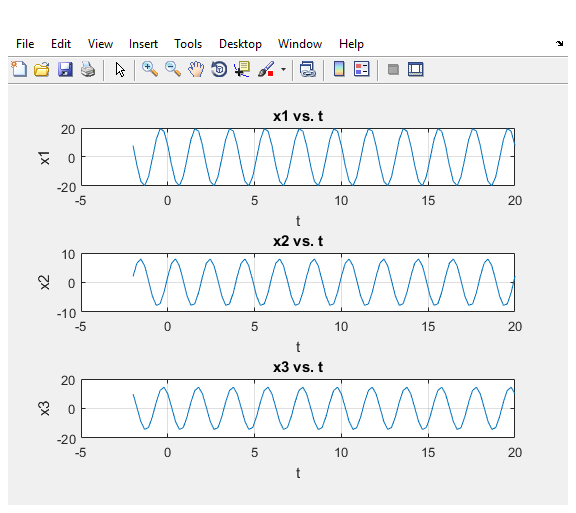 File Edit View Insert Tools Desktop Window Help
x1 vs. t
20
0
-20
x1
-5 0 5 10 15 20
t
x2 vs. t
10
0
-10
x2
-5 0 5 10 15 20
t
x3 vs. t
20
0
-20
x3
-5 0 5 10 15 20
t